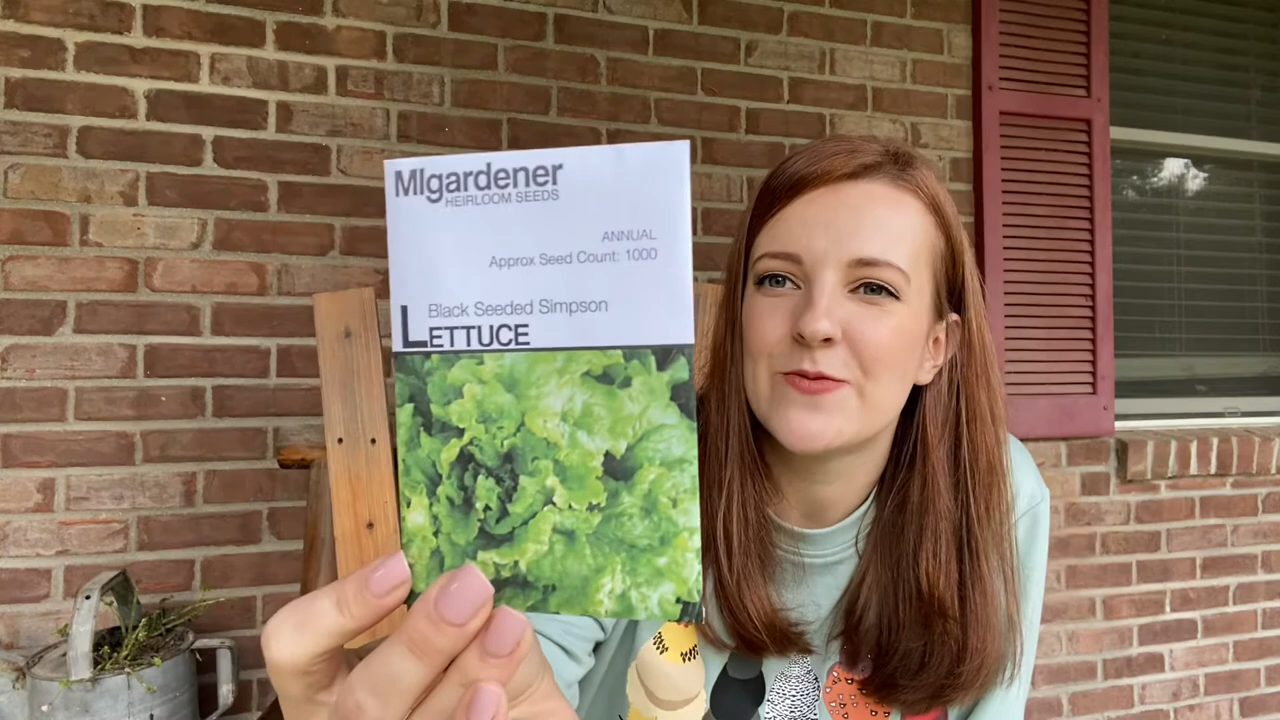 MIgardener
HEIRLOOM SEEDS
ANNUAL
Approx Seed Count: 1000
Black Seeded Simpson
LETTUCE